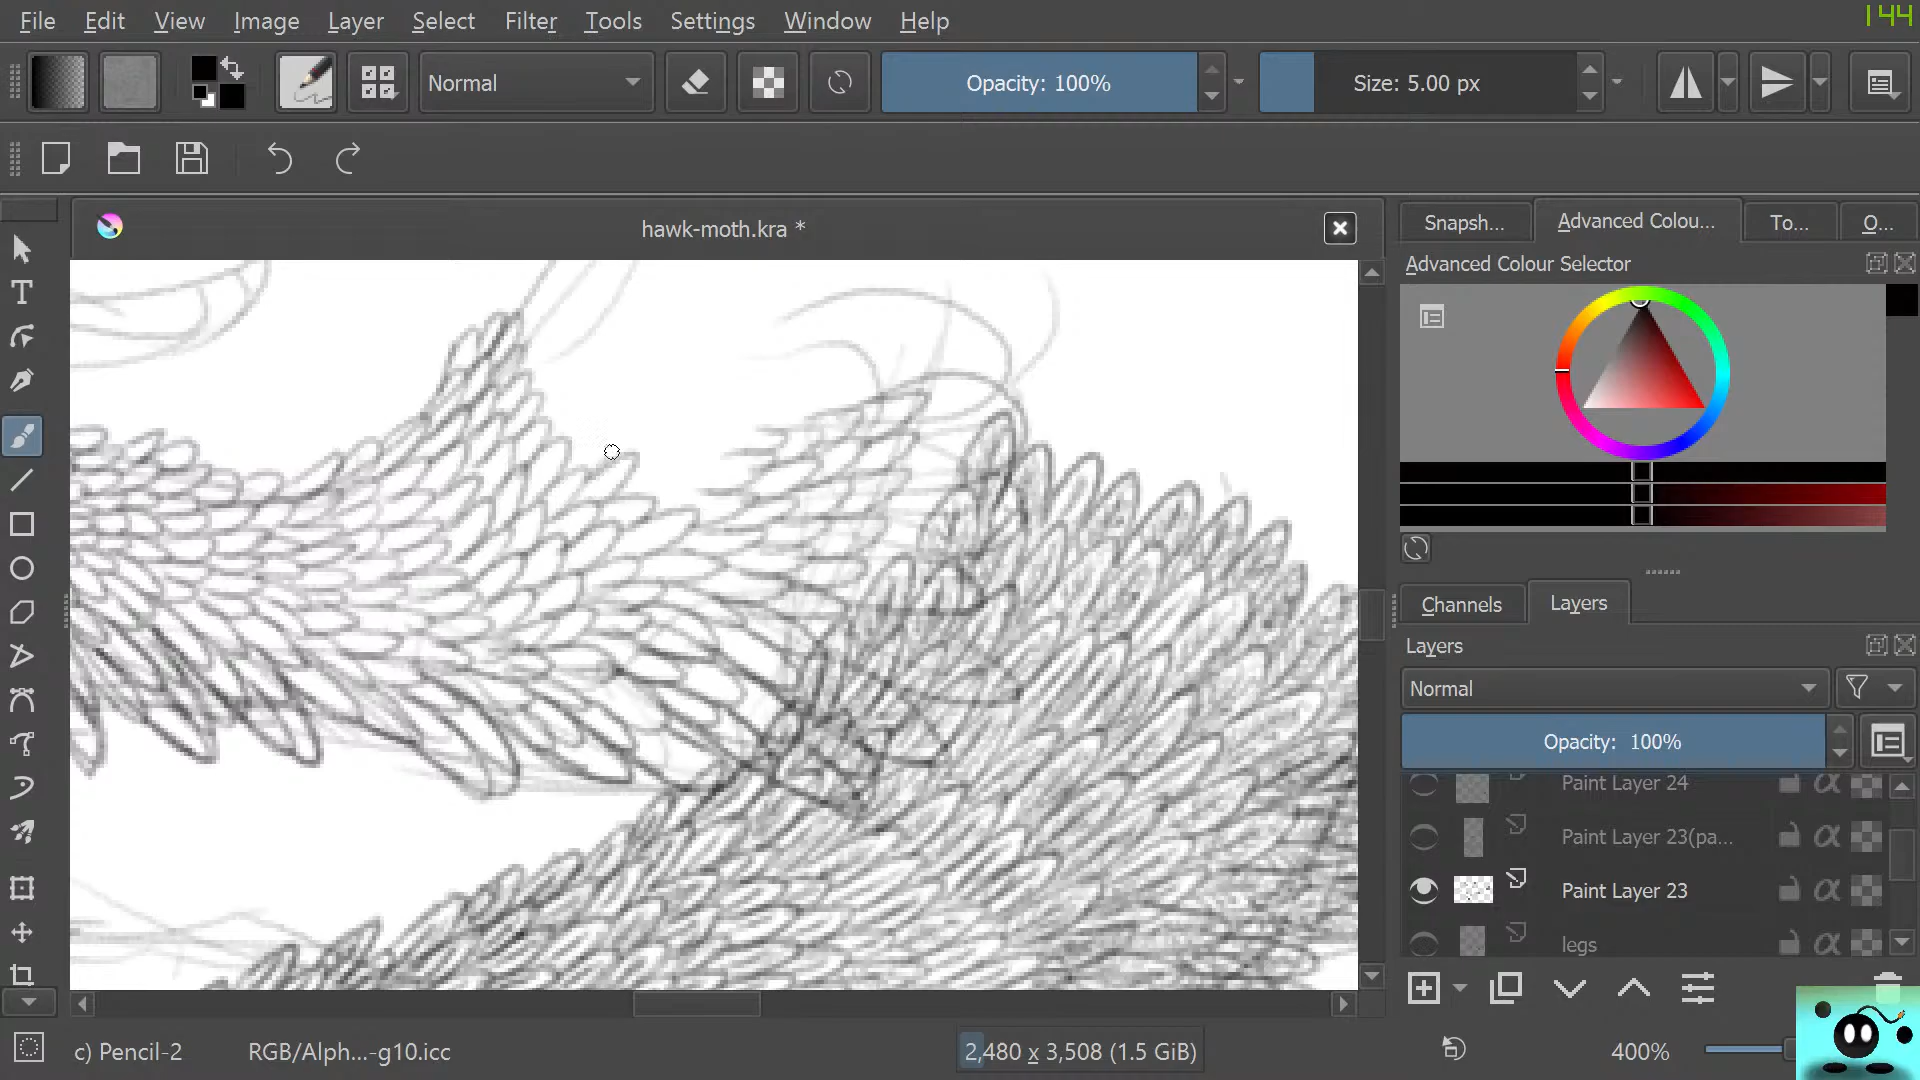 File Edit View Image Layer Select Filter Tools Settings Window Help
144
Normal
Opacity: 100%
Size: 5.00 px
hawk-moth.kra *
Snapsh... Advanced Colou... To... O...
Advanced Colour Selector
Channels Layers
Layers
Normal
Opacity: 100%
Paint Layer 24
Paint Layer 23(pa...
Paint Layer 23
legs
c) Pencil-2
RGB/Alph...-g10.icc
2,480 x 3,508 (1.5 GiB)
400%